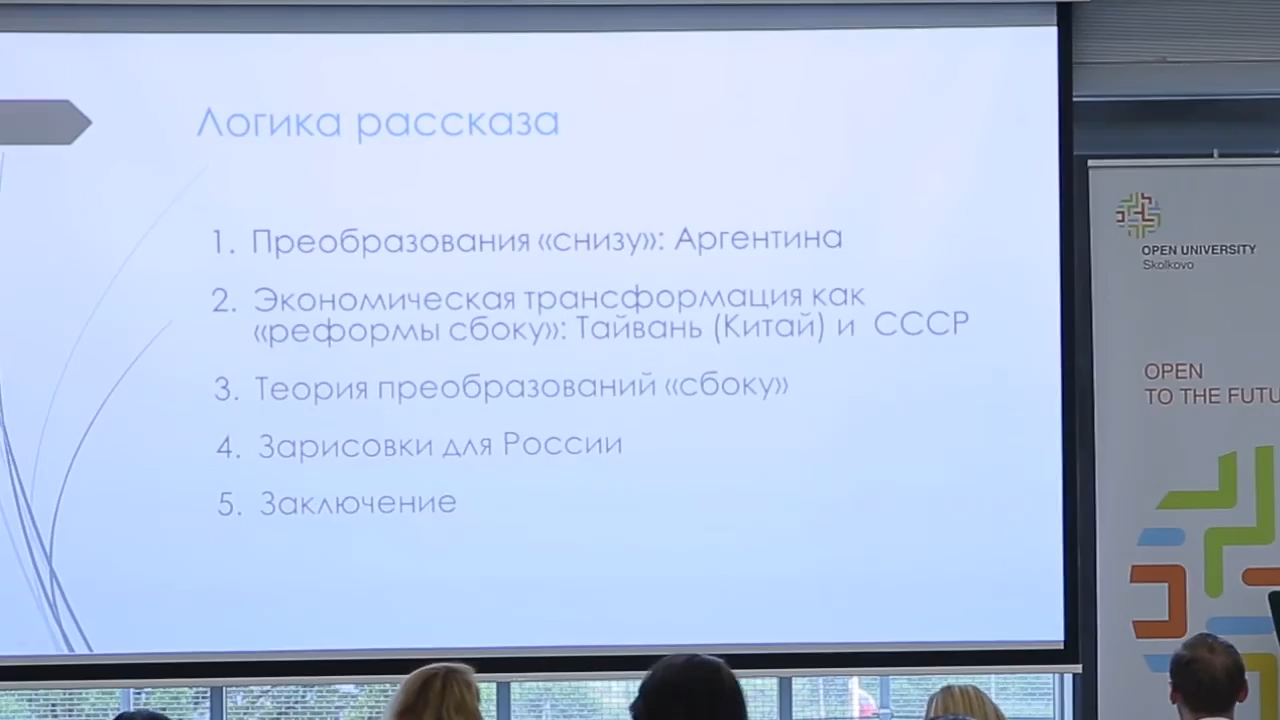 Логика рассказа
1. Преобразования «снизу»: Аргентина
2. Экономическая трансформация как
«реформы сбоку»: Тайвань (Китай) и СССР
3. Теория преобразований «сбоку»
4. Зарисовки для России
5. Заключение
OPEN UNIVERSITY
Skolkovo
OPEN
TO THE FUTU